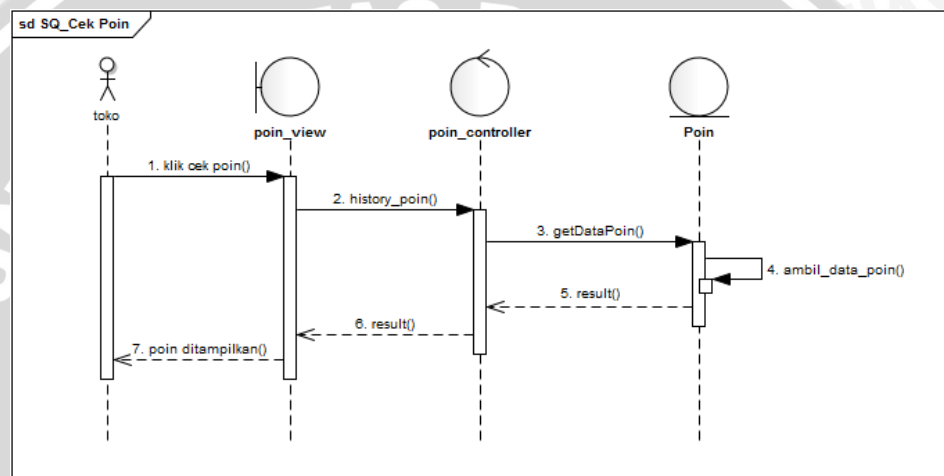 sd SQ_Cek Poin
toko
poin_view
poin_controller
Poin
1. klik cek poin()
2. history_poin()
3. getDataPoin()
4. ambil_data_poin()
5. result()
6. result()
7. poin ditampilkan()